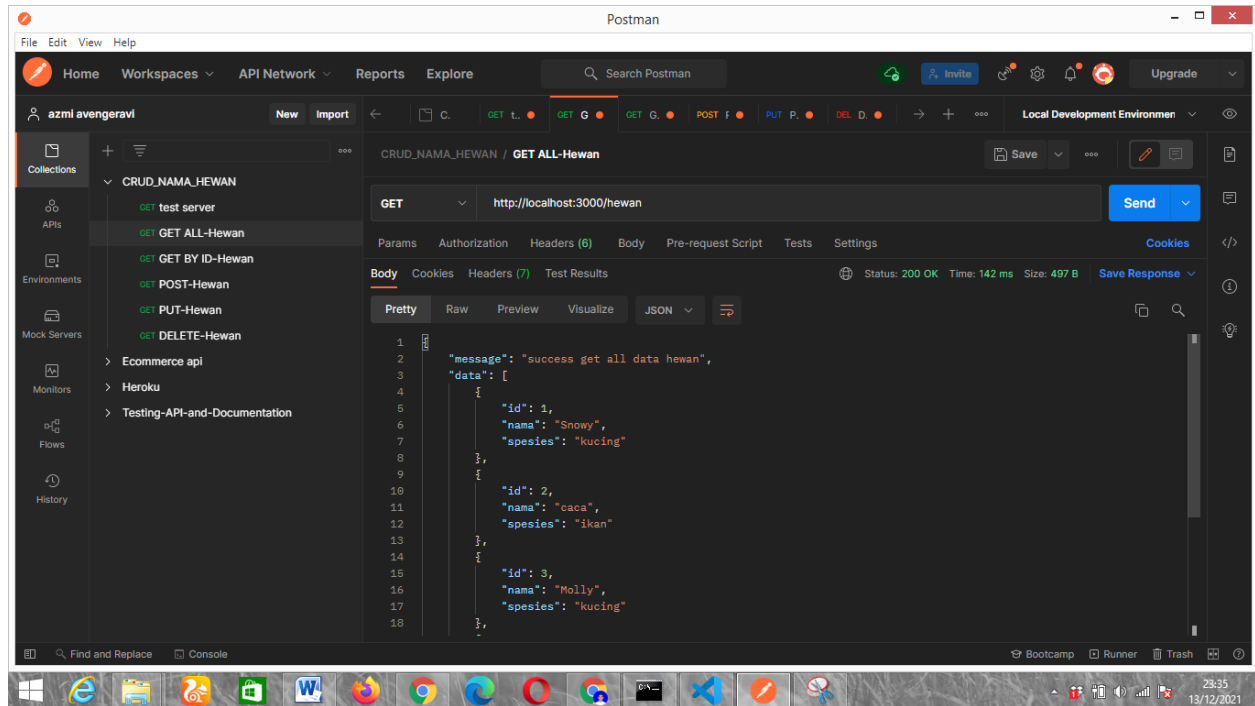 Postman
File Edit View Help
Home Workspaces API Network Reports Explore Search Postman Invite Upgrade
azmi avengeravi New Import C. GET t.. GET G GET G. POST F PUT P. DEL D. Local Development Environmen
Collections
APIs
Environments
Mock Servers
Monitors
Flows
History
CRUD_NAMA_HEWAN
GET test server
GET GET ALL-Hewan
GET GET BY ID-Hewan
GET POST-Hewan
GET PUT-Hewan
GET DELETE-Hewan
Ecommerce api
Heroku
Testing-API-and-Documentation
CRUD_NAMA_HEWAN / GET ALL-Hewan Save
GET http://localhost:3000/hewan Send
Params Authorization Headers (6) Body Pre-request Script Tests Settings Cookies
Body Cookies Headers (7) Test Results Status: 200 OK Time: 142 ms Size: 497 B Save Response
Pretty Raw Preview Visualize JSON
1 {
2 "message": "success get all data hewan",
3 "data": [
4 {
5 "id": 1,
6 "nama": "Snowy",
7 "spesies": "kucing"
8 },
9 {
10 "id": 2,
11 "nama": "caca",
12 "spesies": "ikan"
13 },
14 {
15 "id": 3,
16 "nama": "Molly",
17 "spesies": "kucing"
18 },
Find and Replace Console Bootcamp Runner Trash
23:35
13/12/2021